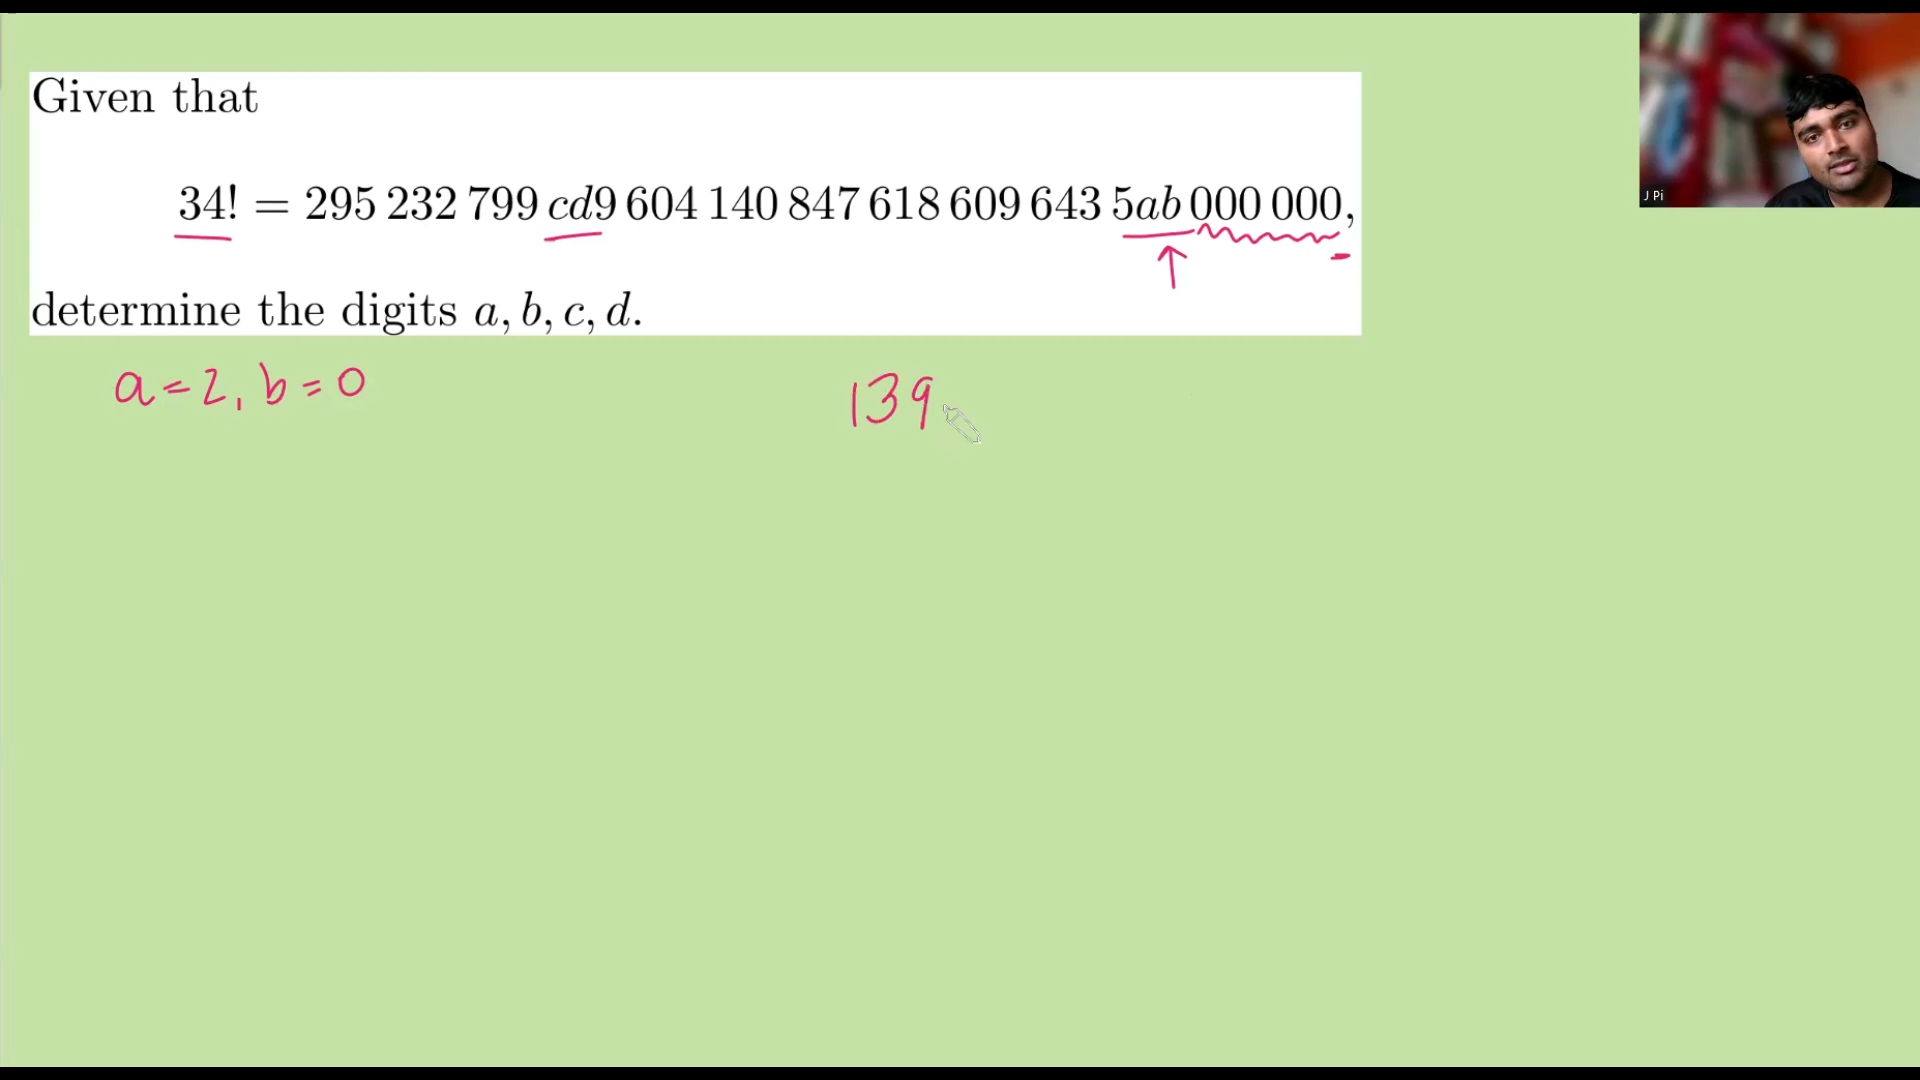 Given that
34! = 295 232 799 cd9 604 140 847 618 609 643 5ab 000 000,
determine the digits a, b, c, d.
a = 2, b = 0
139
J Pi